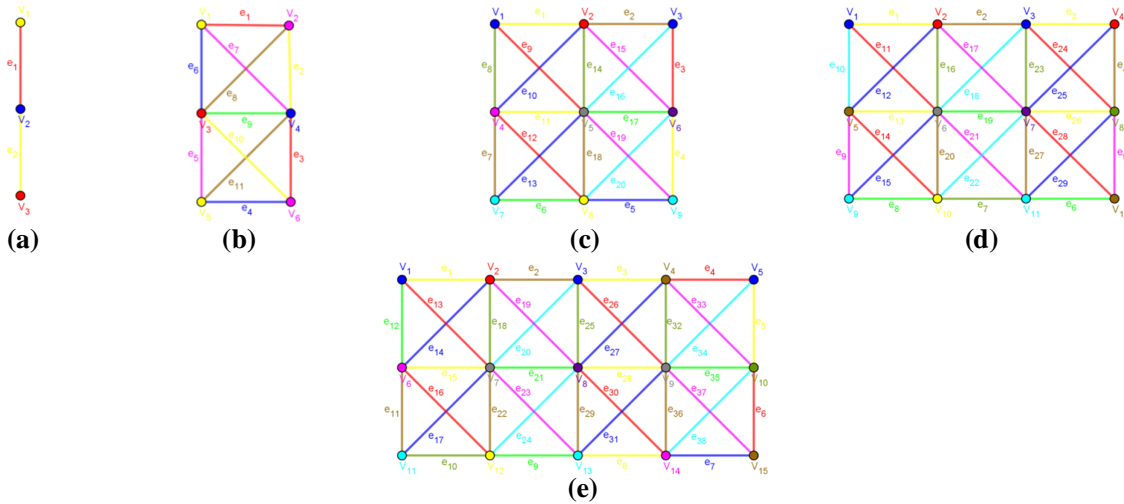 V1
e1
V2
e2
V3
(a)
V1 e1 V2
e7
e6 e2
e8
V3 e9 V4
e10
e5 e3
e11
e4 V6
(b)
V1 e1 V2 e2 V3
e9 e15
e8 e14 e3
e10 e16
V4 e11 V5 e17 V6
e12 e19
e7 e18 e4
e13 e20
V7 e6 V8 e5 V9
(c)
V1 e1 V2 e2 V3 e3 V4
e11 e17 e24
e10 e16 e23
e12 e18 e25
V5 e13 V6 e19 V7 e26 V8
e14 e21 e28
e9 e20 e27
e15 e22 e29
V9 e8 V10 e7 V11 e6 V1
(d)
V1 e1 V2 e2 V3 e3 V4 e4 V5
e13 e19 e26 e33
e12 e18 e25 e32 e5
e14 e20 e27 e34
V6 e15 V7 e21 V8 e28 V9 e35 V10
e16 e23 e30 e37
e11 e22 e29 e36 e6
e17 e24 e31 e38
V11 e10 V12 e9 V13 e8 V14 e7 V15
(e)